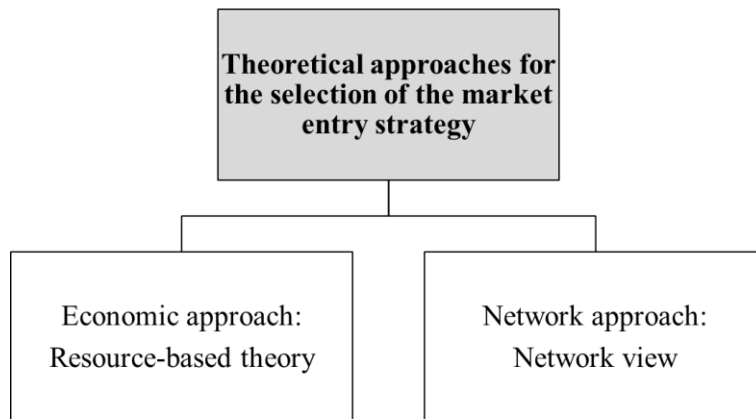 Theoretical approaches for
the selection of the market
entry strategy
Economic approach:
Resource-based theory
Network approach:
Network view